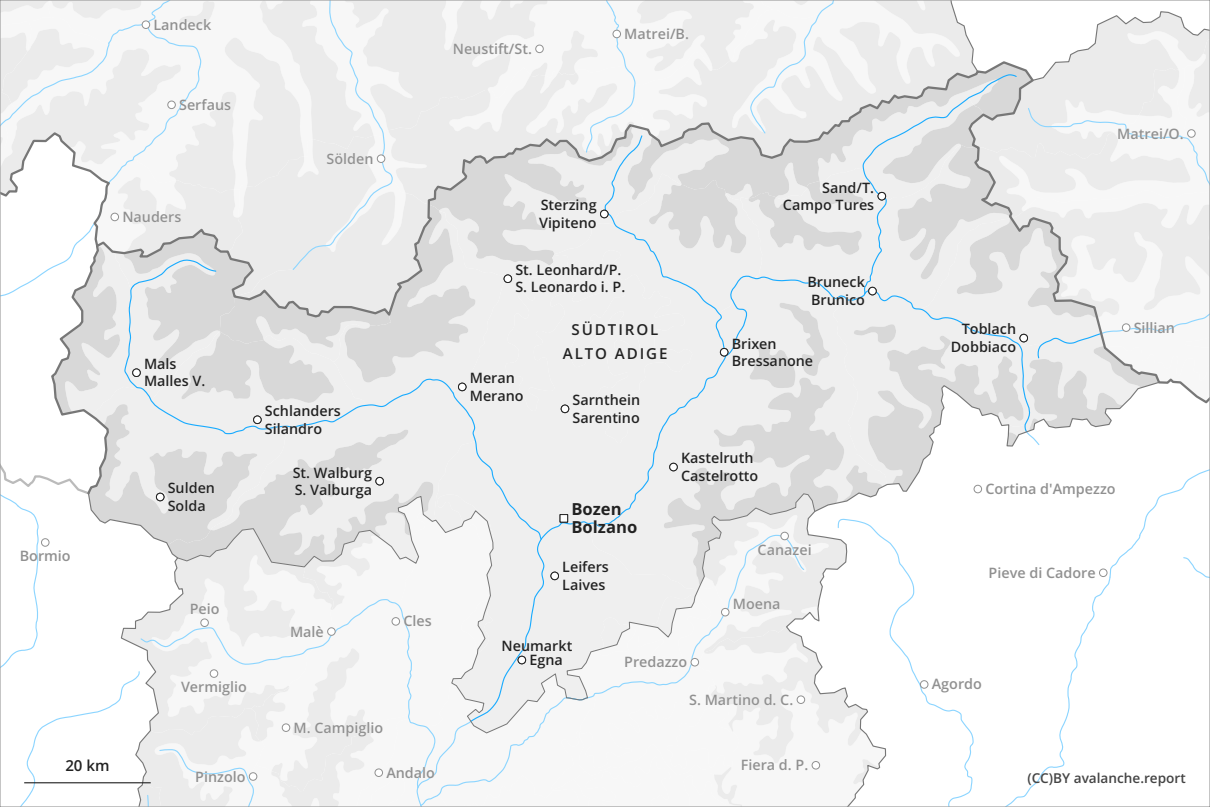 Landeck
Neustift/St.
Matrei/B.
Serfaus
Matrei/O.
Sölden
Nauders
Sand/T.
Campo Tures
Sterzing
Vipiteno
St. Leonhard/P.
S. Leonardo i. P.
Bruneck
Brunico
SÜDTIROL
ALTO ADIGE
Toblach
Dobbiaco
Sillian
Brixen
Bressanone
Mals
Malles V.
Meran
Merano
Schlanders
Silandro
Sarnthein
Sarentino
Kastelruth
Castelrotto
St. Walburg
S. Valburga
Sulden
Solda
Cortina d'Ampezzo
Bozen
Bolzano
Bormio
Canazei
Leifers
Laives
Pieve di Cadore
Peio
Moena
Malè
Cles
Neumarkt
Egna
Predazzo
Vermiglio
Agordo
S. Martino d. C.
M. Campiglio
20 km
Pinzolo
Andalo
Fiera d. P.
(CC)BY avalanche.report